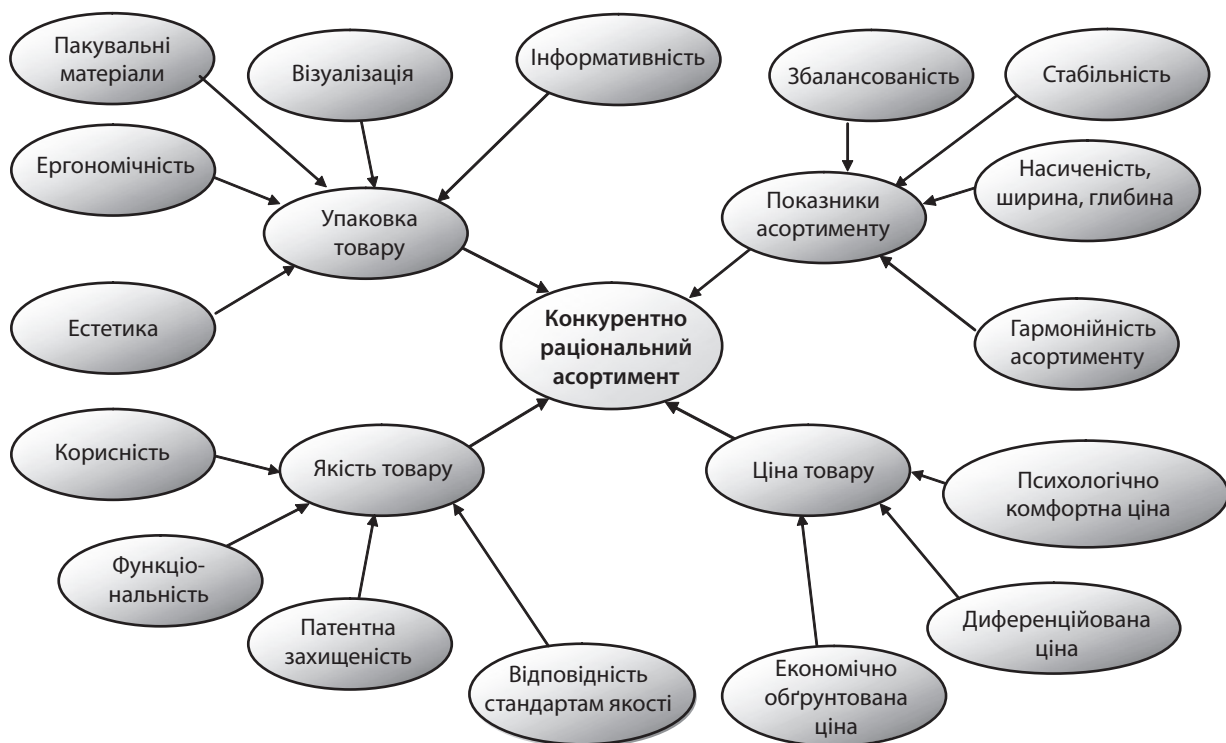 Пакувальні
матеріали
Візуалізація
Інформативність
Збалансованість
Стабільність
Ергономічність
Насиченість,
ширина, глибина
Упаковка
товару
Показники
асортименту
Естетика
Конкурентно
раціональний
асортимент
Гармонійність
асортименту
Корисність
Якість товару
Ціна товару
Психологічно
комфортна ціна
Функціо-
нальність
Патентна
захищеність
Відповідність
стандартам якості
Економічно
обґрунтована
ціна
Диференційована
ціна